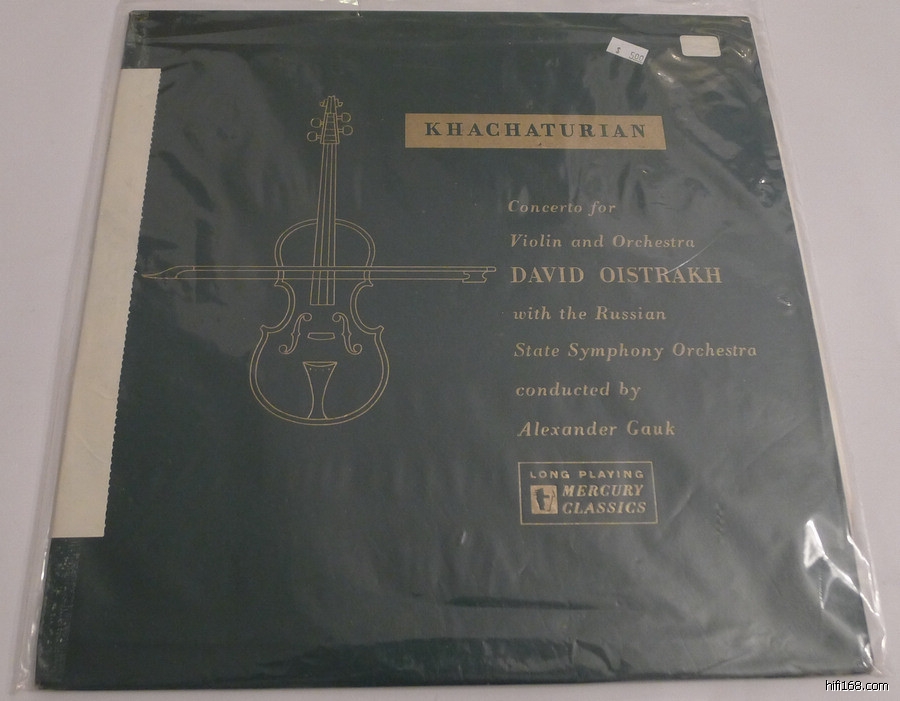 $ 500
KHACHATURIAN
Concerto for
Violin and Orchestra
DAVID OISTRAKH
with the Russian
State Symphony Orchestra
conducted by
Alexander Gauk
LONG PLAYING
MERCURY
CLASSICS
hifi168.com